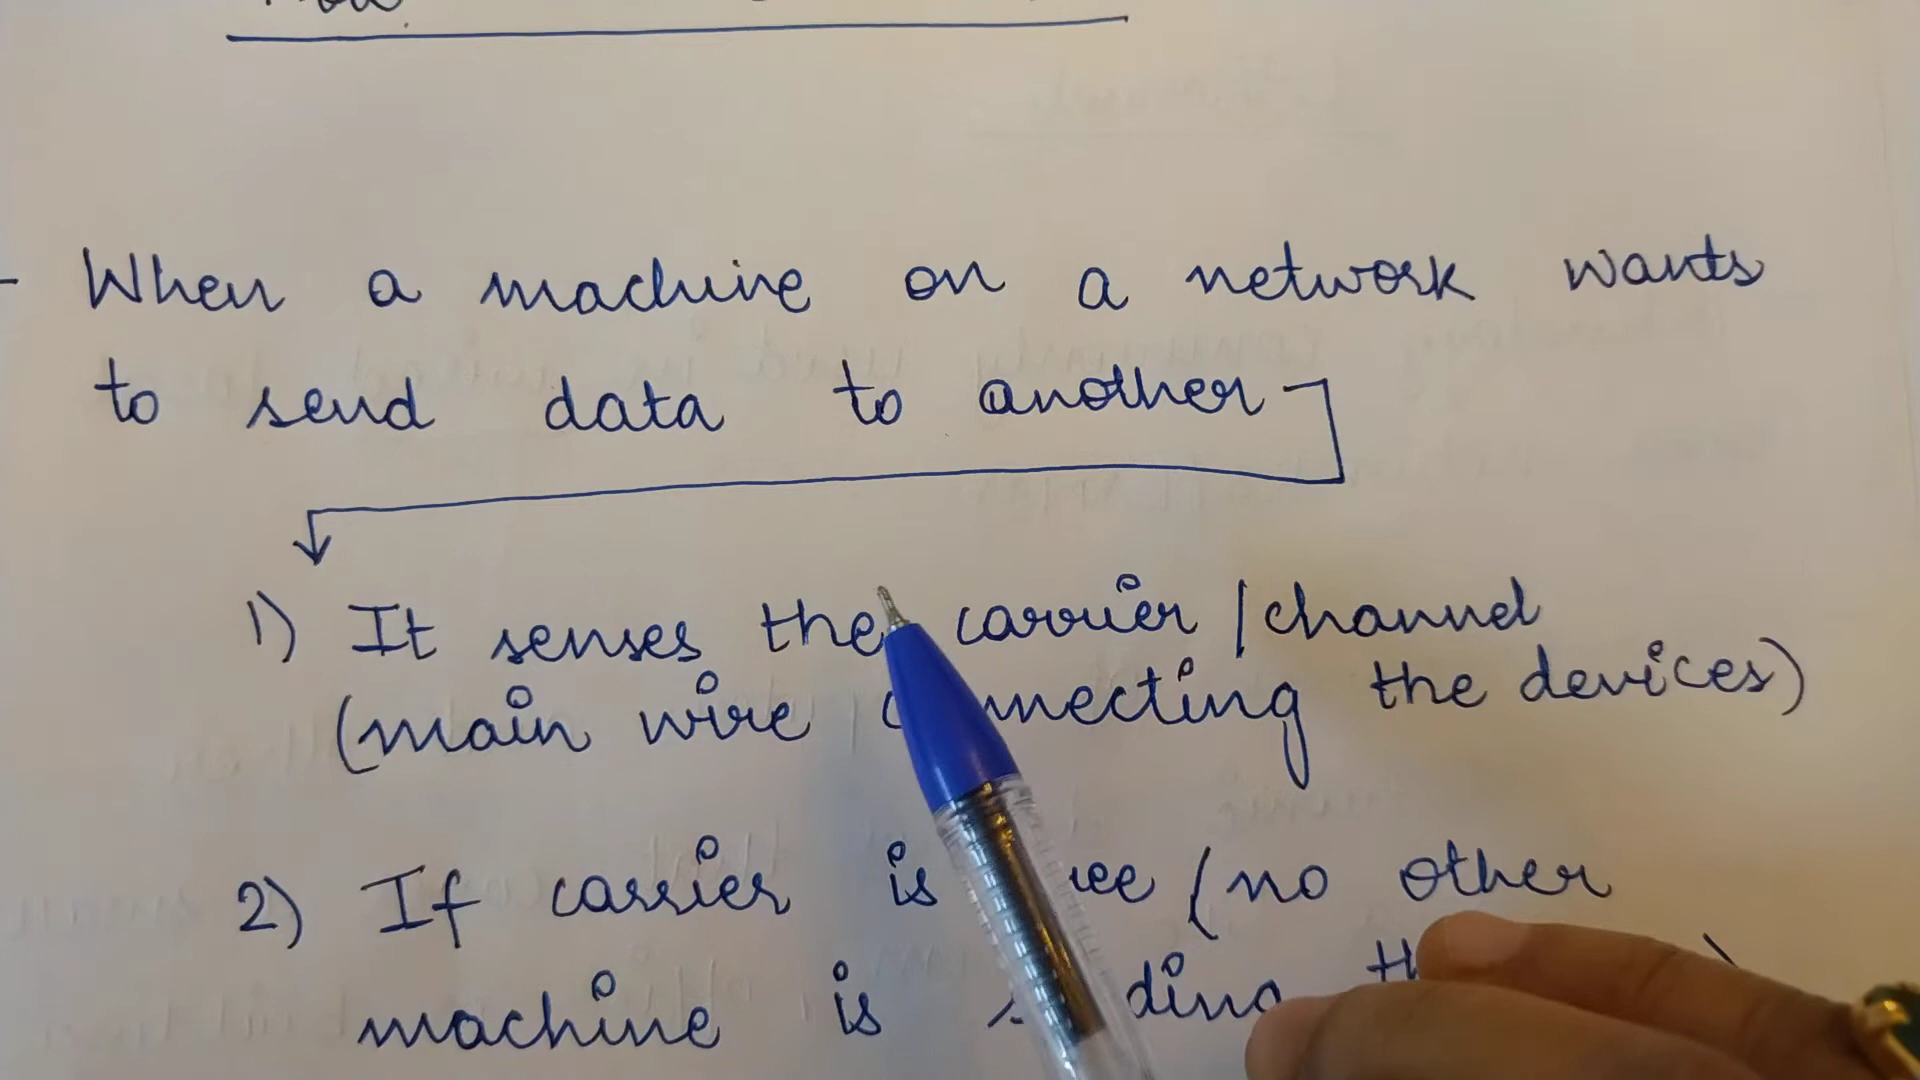 - When a machine on a network wants
to send data to another
1) It senses the carrier / channel
(main wire connecting the devices)
2) If carrier is (no other
machine is